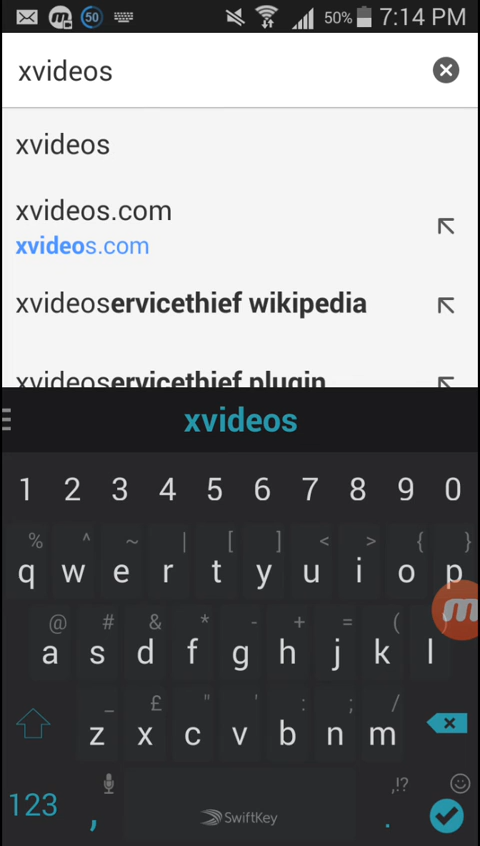 50 50% 7:14 PM
xvideos
xvideos
xvideos.com
xvideos.com
xvideoservicethief wikipedia
xvideoservicethief plugin
xvideos
1 2 3 4 5 6 7 8 9 0
% ^ ~ | [ ] < > { }
q w e r t y u i o p
@ # & * - + = ( )
a s d f g h j k l
_ £ " ' : ; /
z x c v b n m
,!?
123 , SwiftKey .